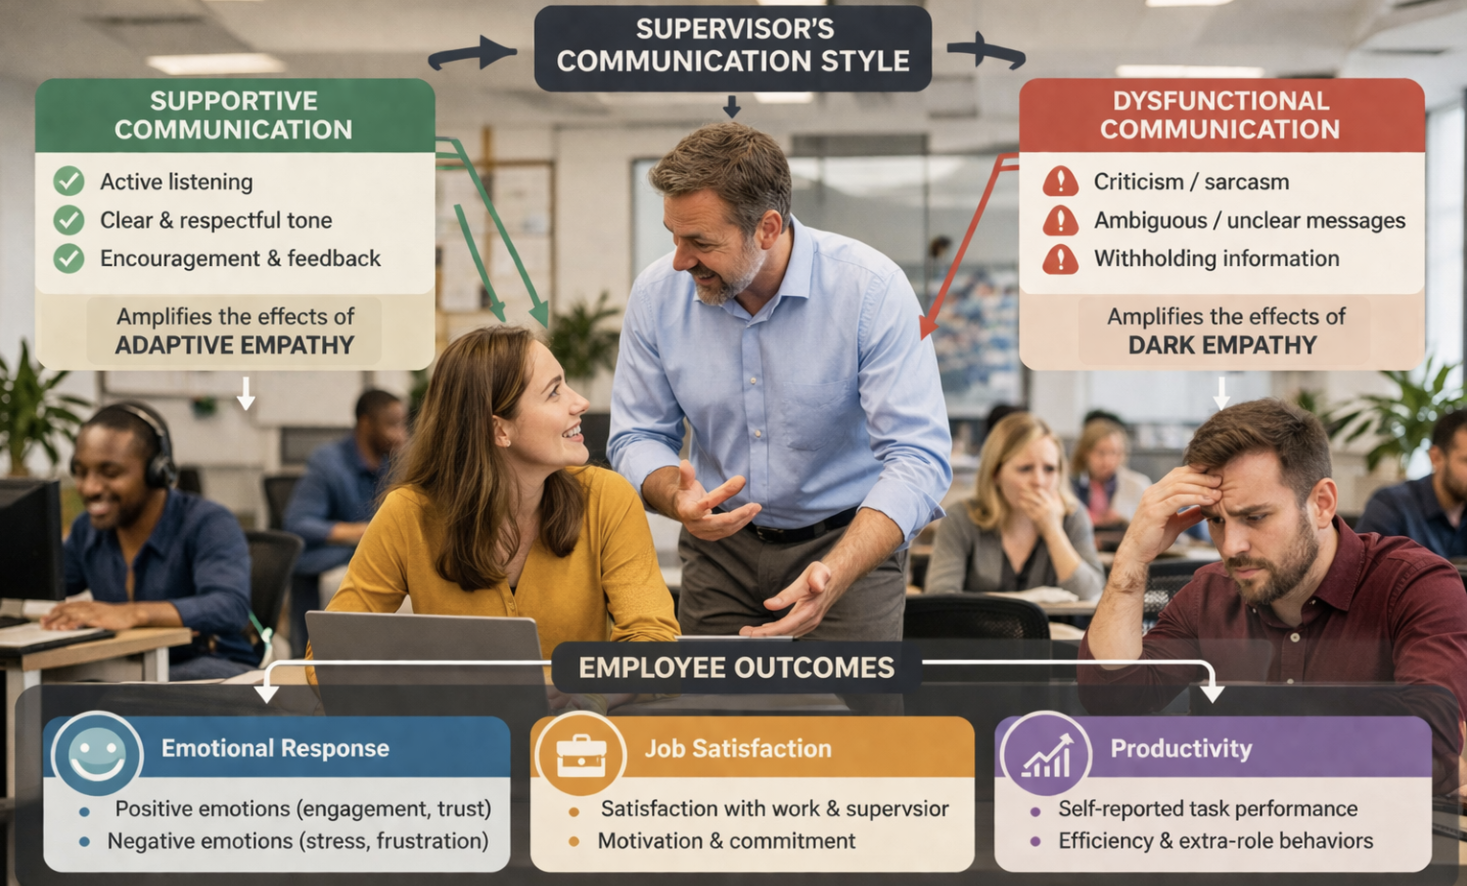 SUPERVISOR'S
COMMUNICATION STYLE
SUPPORTIVE
COMMUNICATION
Active listening
Clear & respectful tone
Encouragement & feedback
Amplifies the effects of
ADAPTIVE EMPATHY
DYSFUNCTIONAL
COMMUNICATION
Criticism / sarcasm
Ambiguous / unclear messages
Withholding information
Amplifies the effects of
DARK EMPATHY
EMPLOYEE OUTCOMES
Emotional Response
Positive emotions (engagement, trust)
Negative emotions (stress, frustration)
Job Satisfaction
Satisfaction with work & supervsior
Motivation & commitment
Productivity
Self-reported task performance
Efficiency & extra-role behaviors